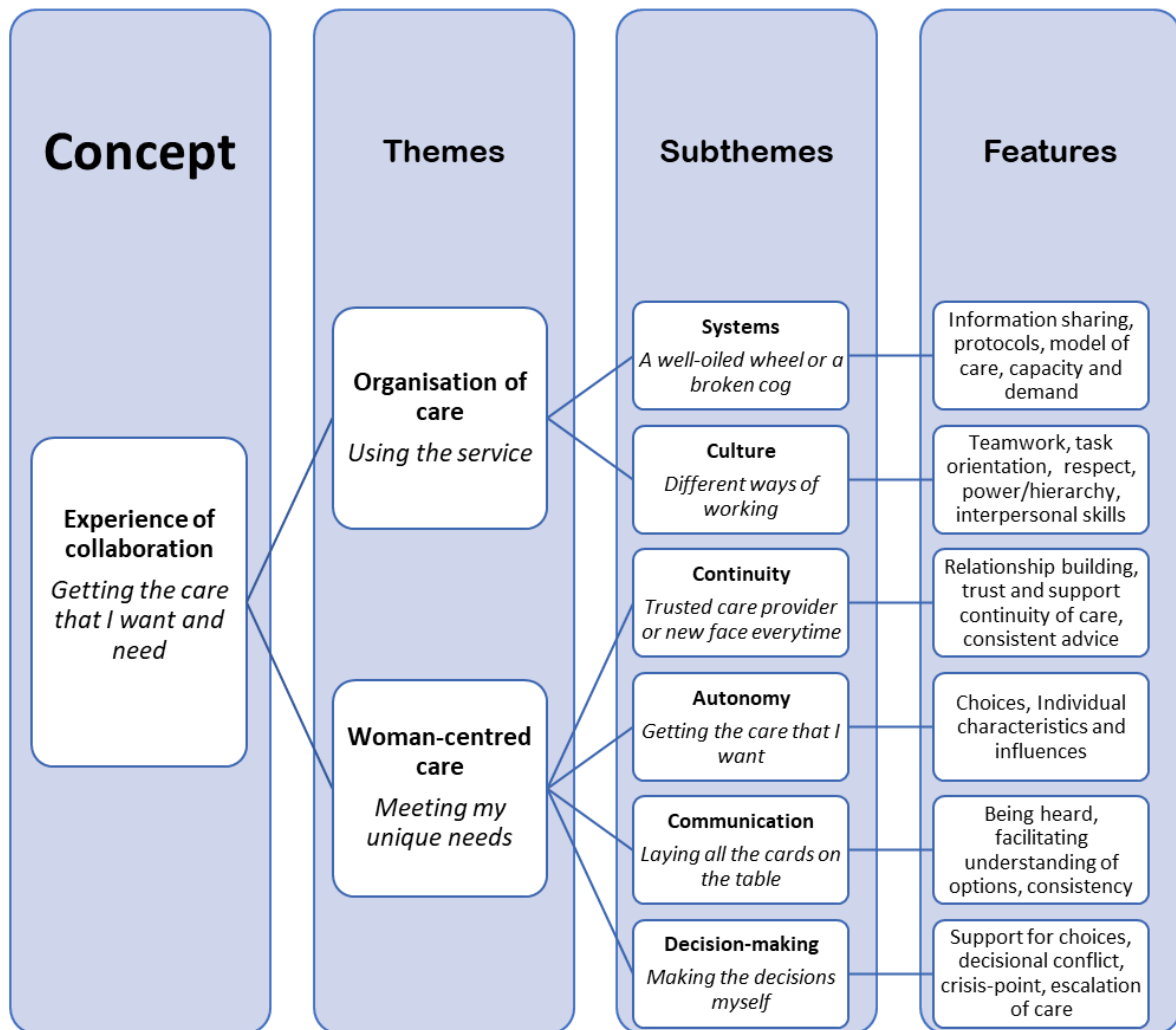 Concept
Themes
Subthemes
Features
Experience of
collaboration
Getting the care
that I want and
need
Organisation of
care
Using the service
Woman-centred
care
Meeting my
unique needs
Systems
A well-oiled wheel or a
broken cog
Culture
Different ways of
working
Continuity
Trusted care provider
or new face everytime
Autonomy
Getting the care that I
want
Communication
Laying all the cards on
the table
Decision-making
Making the decisions
myself
Information sharing,
protocols, model of
care, capacity and
demand
Teamwork, task
orientation, respect,
power/hierarchy,
interpersonal skills
Relationship building,
trust and support
continuity of care,
consistent advice
Choices, Individual
characteristics and
influences
Being heard,
facilitating
understanding of
options, consistency
Support for choices,
decisional conflict,
crisis-point, escalation
of care